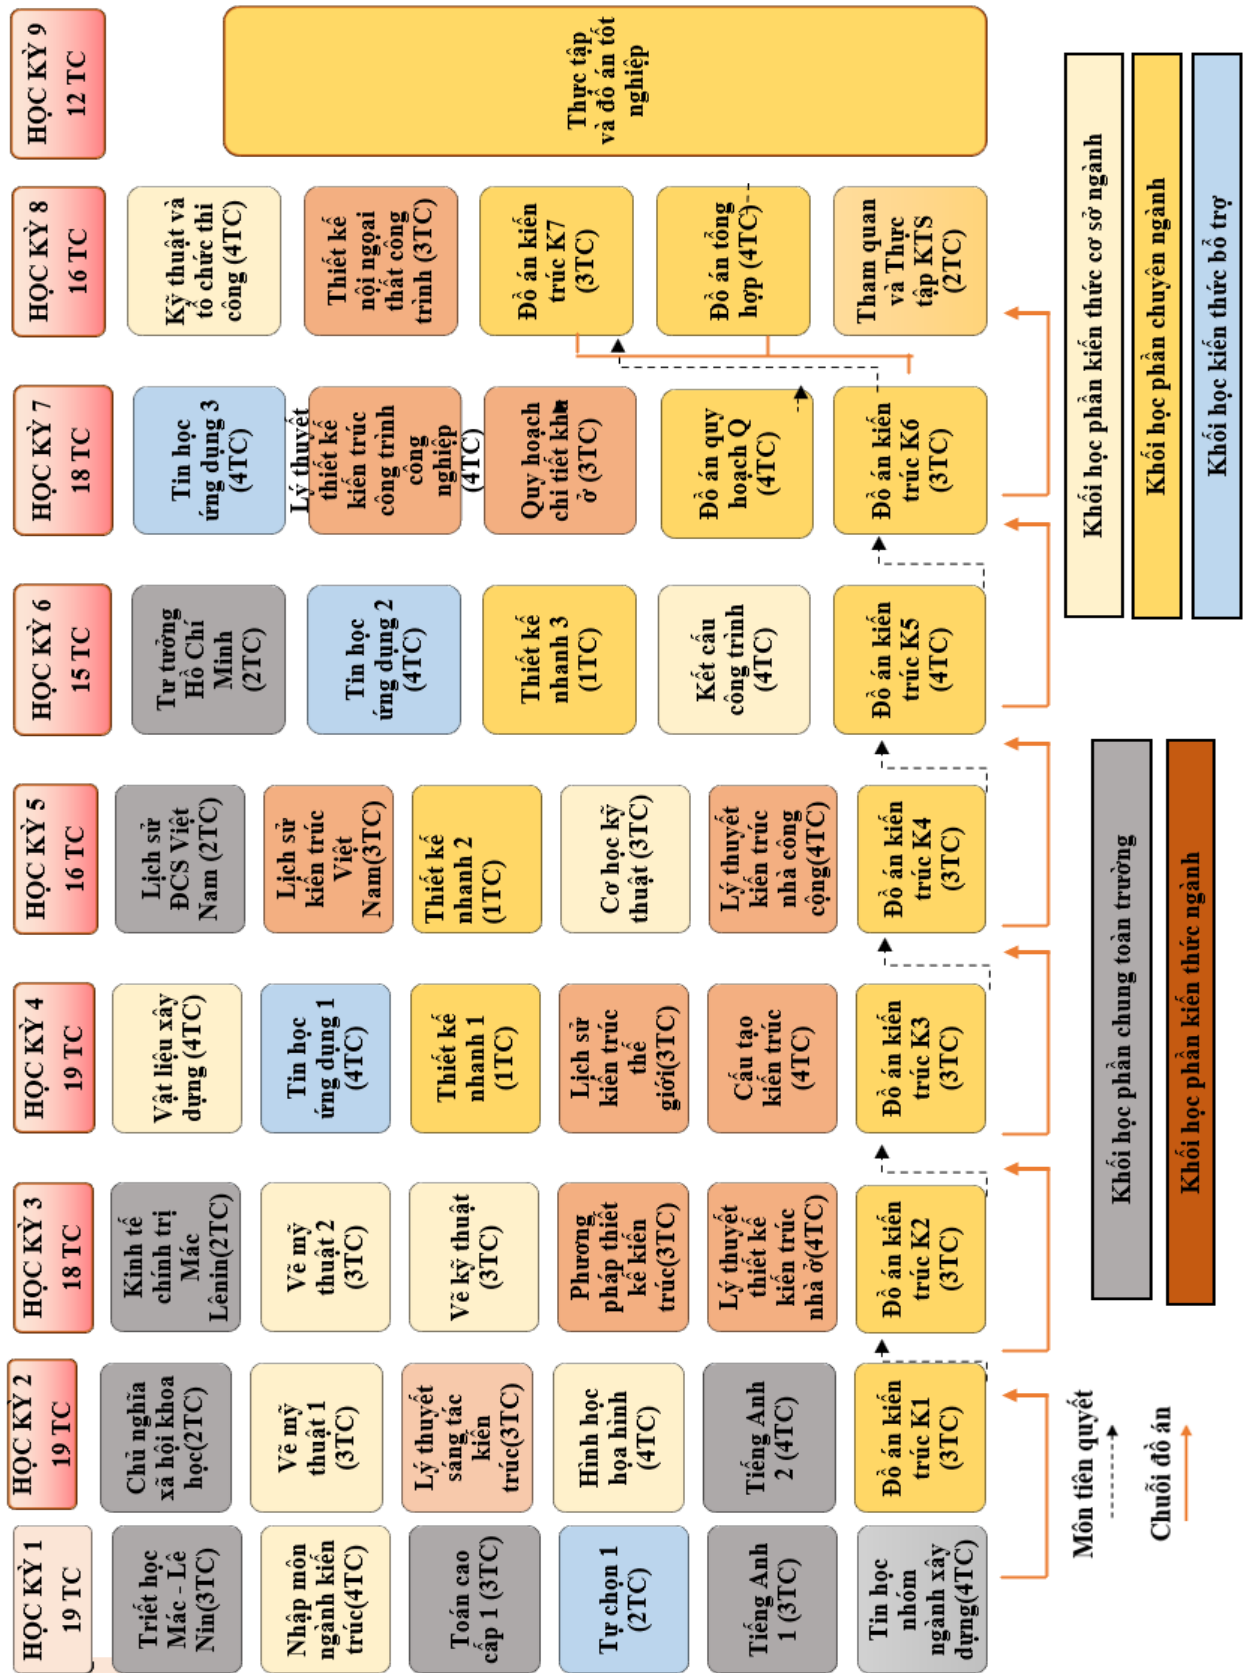 HỌC KỲ 1
19 TC
Triết học
Mác - Lê
Nin(3TC)
Nhập môn
ngành kiến
trúc(4TC)
Toán cao
cấp 1 (3TC)
Tự chọn 1
(2TC)
Tiếng Anh
1 (3TC)
Tin học
nhóm
ngành xây
dựng(4TC)
HỌC KỲ 2
19 TC
Chủ nghĩa
xã hội khoa
học(2TC)
Vẽ mỹ
thuật 1
(3TC)
Lý thuyết
sáng tác
kiến
trúc(3TC)
Hình học
họa hình
(4TC)
Tiếng Anh
2 (4TC)
Đồ án kiến
trúc K1
(3TC)
HỌC KỲ 3
18 TC
Kinh tế
chính trị
Mác
Lênin(2TC)
Vẽ mỹ
thuật 2
(3TC)
Vẽ kỹ thuật
(3TC)
Phương
pháp thiết
kế kiến
trúc(3TC)
Lý thuyết
thiết kế
kiến trúc
nhà ở(4TC)
Đồ án kiến
trúc K2
(3TC)
HỌC KỲ 4
19 TC
Vật liệu xây
dựng (4TC)
Tin học
ứng dụng 1
(4TC)
Thiết kế
nhanh 1
(1TC)
Lịch sử
kiến trúc
thế
giới(3TC)
Cấu tạo
kiến trúc
(4TC)
Đồ án kiến
trúc K3
(3TC)
HỌC KỲ 5
16 TC
Lịch sử
ĐCS Việt
Nam (2TC)
Lịch sử
kiến trúc
Việt
Nam(3TC)
Thiết kế
nhanh 2
(1TC)
Cơ học kỹ
thuật (3TC)
Lý thuyết
kiến trúc
nhà công
cộng(4TC)
Đồ án kiến
trúc K4
(3TC)
HỌC KỲ 6
15 TC
Tư tưởng
Hồ Chí
Minh
(2TC)
Tin học
ứng dụng 2
(4TC)
Thiết kế
nhanh 3
(1TC)
Kết cấu
công trình
(4TC)
Đồ án kiến
trúc K5
(4TC)
HỌC KỲ 7
18 TC
Tin học
ứng dụng 3
(4TC)
Lý thuyết
thiết kế
kiến trúc
công trình
công
nghiệp
(4TC)
Quy hoạch
chi tiết khu
ở (3TC)
Đồ án quy
hoạch Q
(4TC)
Đồ án kiến
trúc K6
(3TC)
HỌC KỲ 8
16 TC
Kỹ thuật và
tổ chức thi
công (4TC)
Thiết kế
nội ngoại
thất công
trình (3TC)
Đồ án kiến
trúc K7
(3TC)
Đồ án tổng
hợp (4TC)
Tham quan
và Thực
tập KTS
(2TC)
HỌC KỲ 9
12 TC
Thực tập
và đồ án tốt
nghiệp
Môn tiên quyết
Chuỗi đồ án
Khối học phần chung toàn trường
Khối học phần kiến thức ngành
Khối học phần kiến thức cơ sở ngành
Khối học phần chuyên ngành
Khối học kiến thức bổ trợ